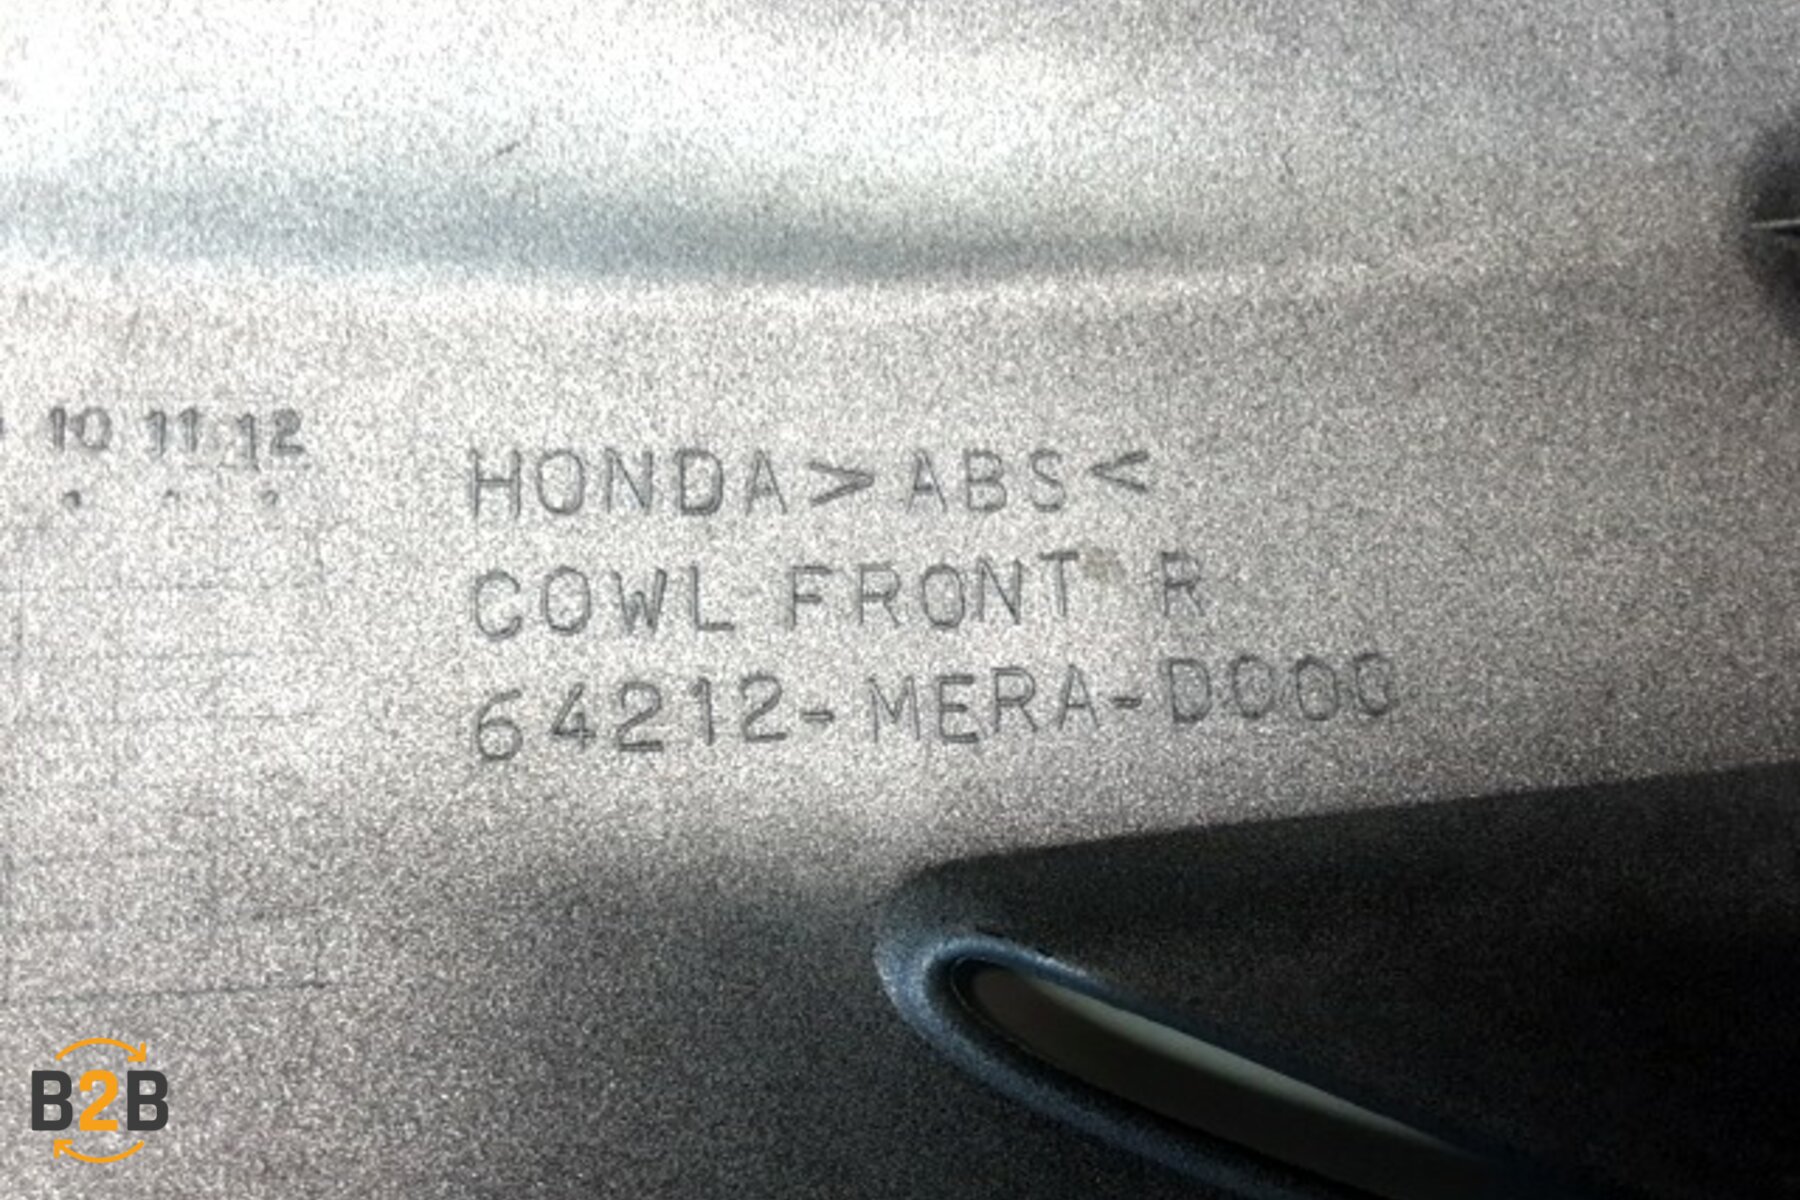 10 11 12
HONDA>ABS<
COWL FRONT R
64212-MERA-D000
B2B